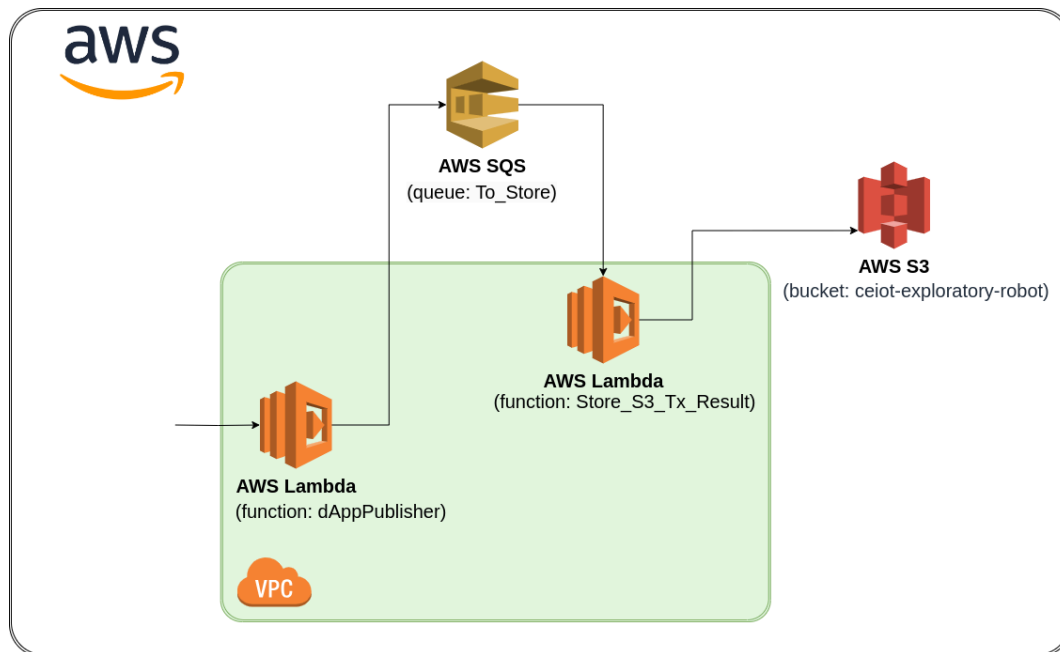 aws
AWS SQS
(queue: To_Store)
AWS S3
(bucket: ceiot-exploratory-robot)
AWS Lambda
(function: Store_S3_Tx_Result)
AWS Lambda
(function: dAppPublisher)
VPC